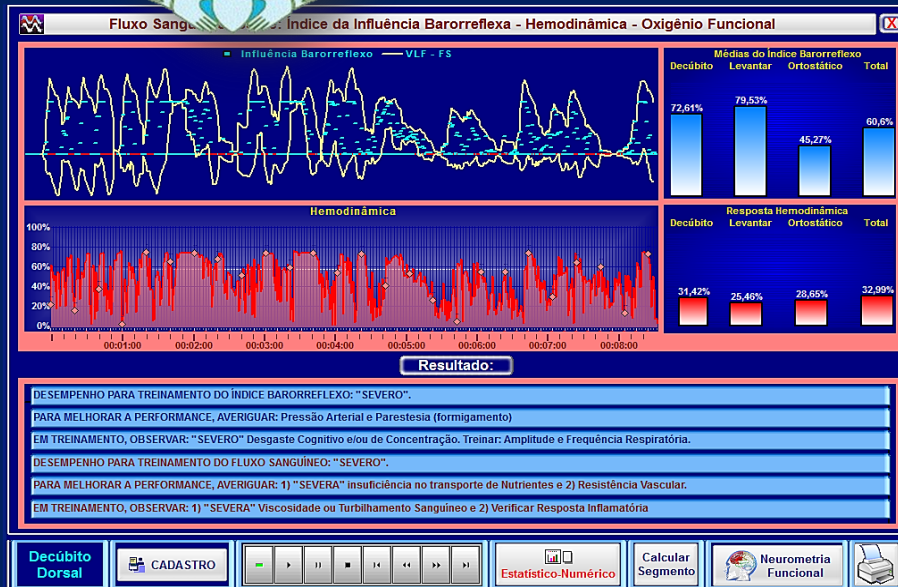 Fluxo Sangu : Índice da Influência Barorreflexa - Hemodinâmica - Oxigênio Funcional
X
Influência Barorreflexo VLF - FS
Médias do Índice Barorreflexo
Decúbito Levantar Ortostático Total
72,61% 79,53% 45,27% 60,6%
Hemodinâmica
100%
80%
60%
40%
20%
0%
00:01:00 00:02:00 00:03:00 00:04:00 00:05:00 00:06:00 00:07:00 00:08:00
Resposta Hemodinâmica
Decúbito Levantar Ortostático Total
31,42% 25,46% 28,65% 32,99%
Resultado:
DESEMPENHO PARA TREINAMENTO DO ÍNDICE BARORREFLEXO: "SEVERO".
PARA MELHORAR A PERFORMANCE, AVERIGUAR: Pressão Arterial e Parestesia (formigamento)
EM TREINAMENTO, OBSERVAR: "SEVERO" Desgaste Cognitivo e/ou de Concentração. Treinar: Amplitude e Frequência Respiratória.
DESEMPENHO PARA TREINAMENTO DO FLUXO SANGUÍNEO: "SEVERO".
PARA MELHORAR A PERFORMANCE, AVERIGUAR: 1) "SEVERA" insuficiência no transporte de Nutrientes e 2) Resistência Vascular.
EM TREINAMENTO, OBSERVAR: 1) "SEVERA" Viscosidade ou Turbilhamento Sanguíneo e 2) Verificar Resposta Inflamatória
Decúbito Dorsal
CADASTRO
Estatístico-Numérico
Calcular Segmento
Neurometria Funcional